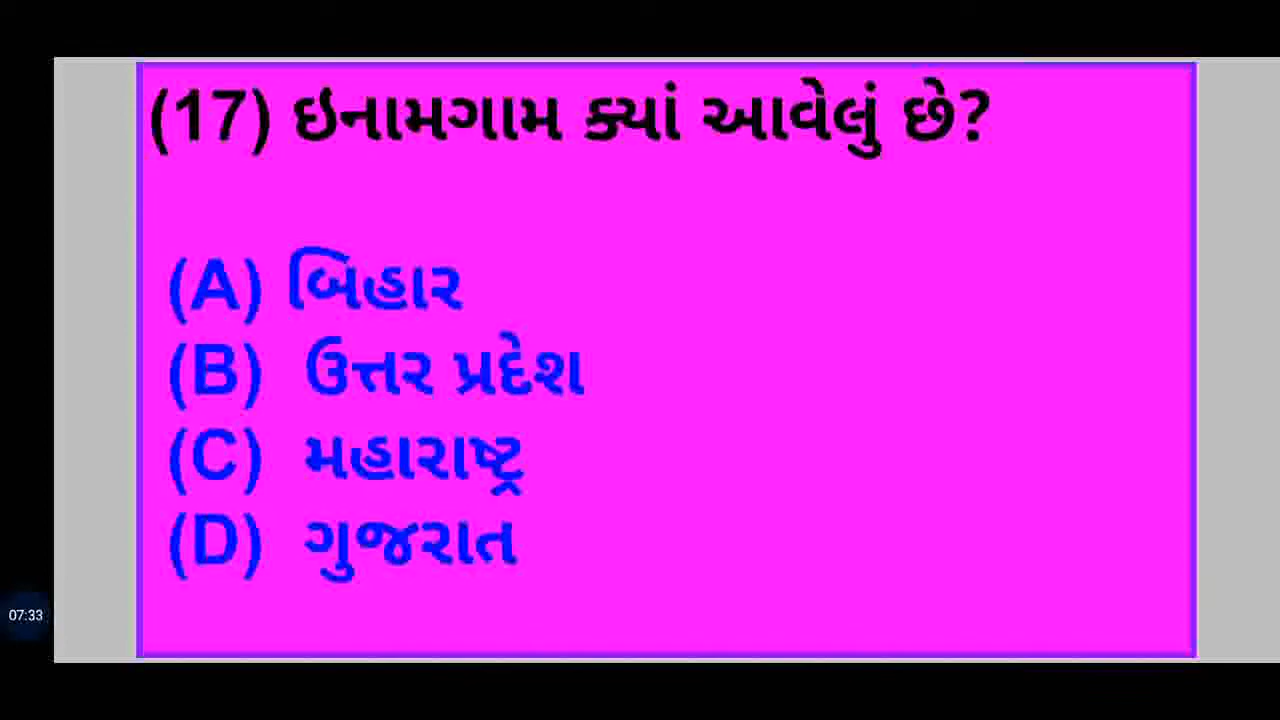 (17) ઇનામગામ ક્યાં આવેલું છે?
(A) બિહાર
(B) ઉત્તર પ્રદેશ
(C) મહારાષ્ટ્ર
(D) ગુજરાત
07:33